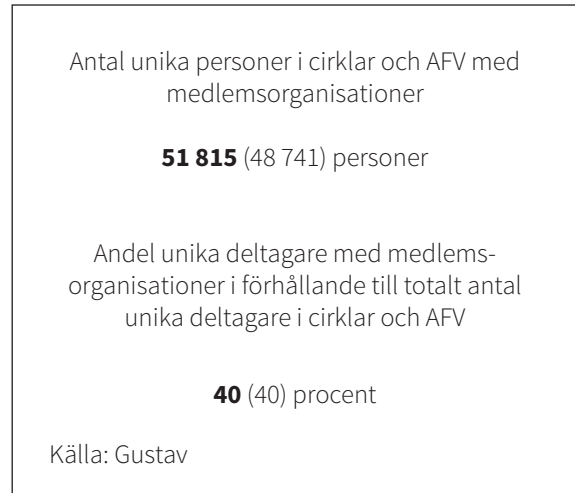 Antal unika personer i cirklar och AFV med
medlemsorganisationer
51 815 (48 741) personer
Andel unika deltagare med medlems-
organisationer i förhållande till totalt antal
unika deltagare i cirklar och AFV
40 (40) procent
Källa: Gustav